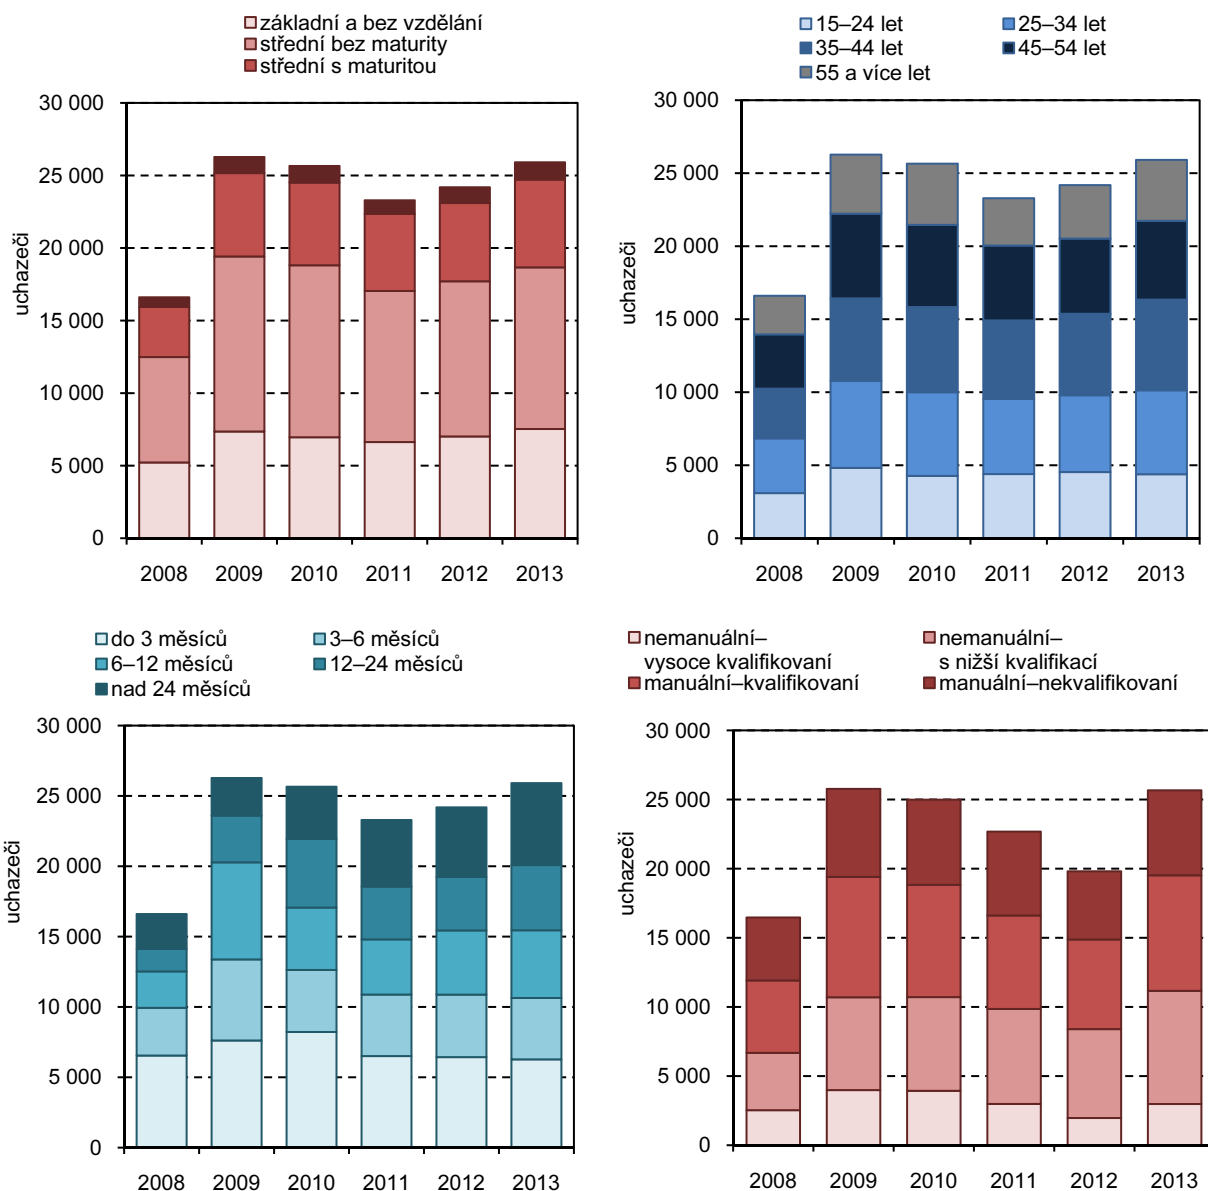 základní a bez vzdělání
střední bez maturity
střední s maturitou
30 000
25 000
20 000
15 000
10 000
5 000
0
uchazeči
2008 2009 2010 2011 2012 2013
15–24 let 25–34 let
35–44 let 45–54 let
55 a více let
30 000
25 000
20 000
15 000
10 000
5 000
0
uchazeči
2008 2009 2010 2011 2012 2013
do 3 měsíců 3–6 měsíců
6–12 měsíců 12–24 měsíců
nad 24 měsíců
30 000
25 000
20 000
15 000
10 000
5 000
0
uchazeči
2008 2009 2010 2011 2012 2013
nemanuální– nemanuální–
vysoce kvalifikovaní s nižší kvalifikací
manuální–kvalifikovaní manuální–nekvalifikovaní
30 000
25 000
20 000
15 000
10 000
5 000
0
uchazeči
2008 2009 2010 2011 2012 2013